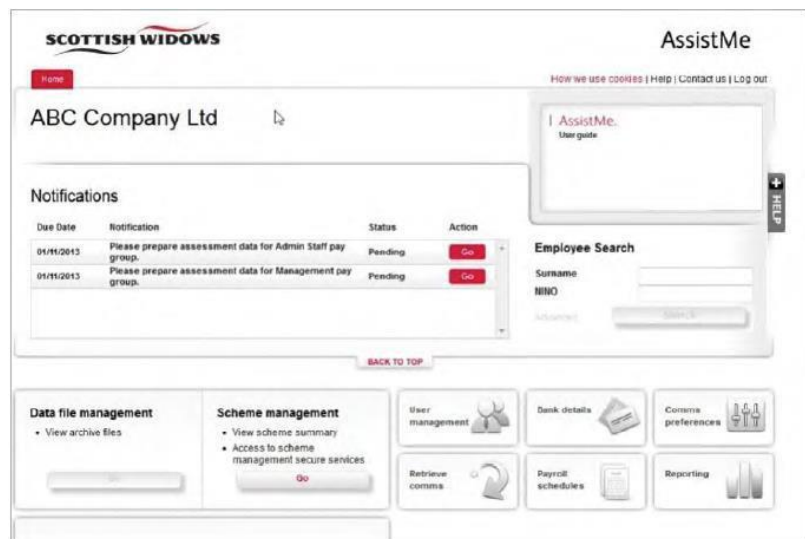 SCOTTISH WIDOWS
AssistMe
Home
How we use cookies | Help | Contact us | Log out
ABC Company Ltd
AssistMe.
User guide
+ HELP
Notifications
Due Date Notification Status Action
01/11/2013 Please prepare assessment data for Admin Staff pay group. Pending Go
01/11/2013 Please prepare assessment data for Management pay group. Pending Go
Employee Search
Surname
NINO
Advanced Search
BACK TO TOP
Data file management
• View archive files
Go
Scheme management
• View scheme summary
• Access to scheme
management secure services
Go
User
management
Bank details
Comms
preferences
Retrieve
comms
Payroll
schedules
Reporting